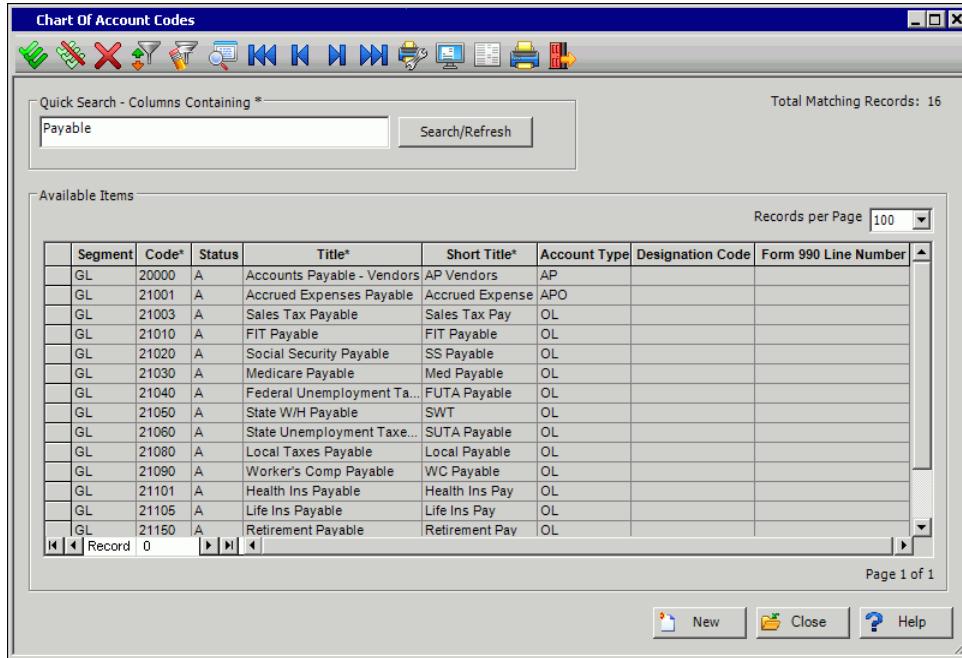 Chart Of Account Codes
Quick Search - Columns Containing *
Total Matching Records: 16
Payable
Search/Refresh
Available Items
Records per Page 100
Segment Code* Status Title* Short Title* Account Type Designation Code Form 990 Line Number
GL 20000 A Accounts Payable - Vendors AP Vendors AP
GL 21001 A Accrued Expenses Payable Accrued Expense APO
GL 21003 A Sales Tax Payable Sales Tax Pay OL
GL 21010 A FIT Payable FIT Payable OL
GL 21020 A Social Security Payable SS Payable OL
GL 21030 A Medicare Payable Med Payable OL
GL 21040 A Federal Unemployment Ta... FUTA Payable OL
GL 21050 A State W/H Payable SWT OL
GL 21060 A State Unemployment Taxe... SUTA Payable OL
GL 21080 A Local Taxes Payable Local Payable OL
GL 21090 A Worker's Comp Payable WC Payable OL
GL 21101 A Health Ins Payable Health Ins Pay OL
GL 21105 A Life Ins Payable Life Ins Pay OL
GL 21150 A Retirement Payable Retirement Pay OL
Record 0
Page 1 of 1
New Close Help